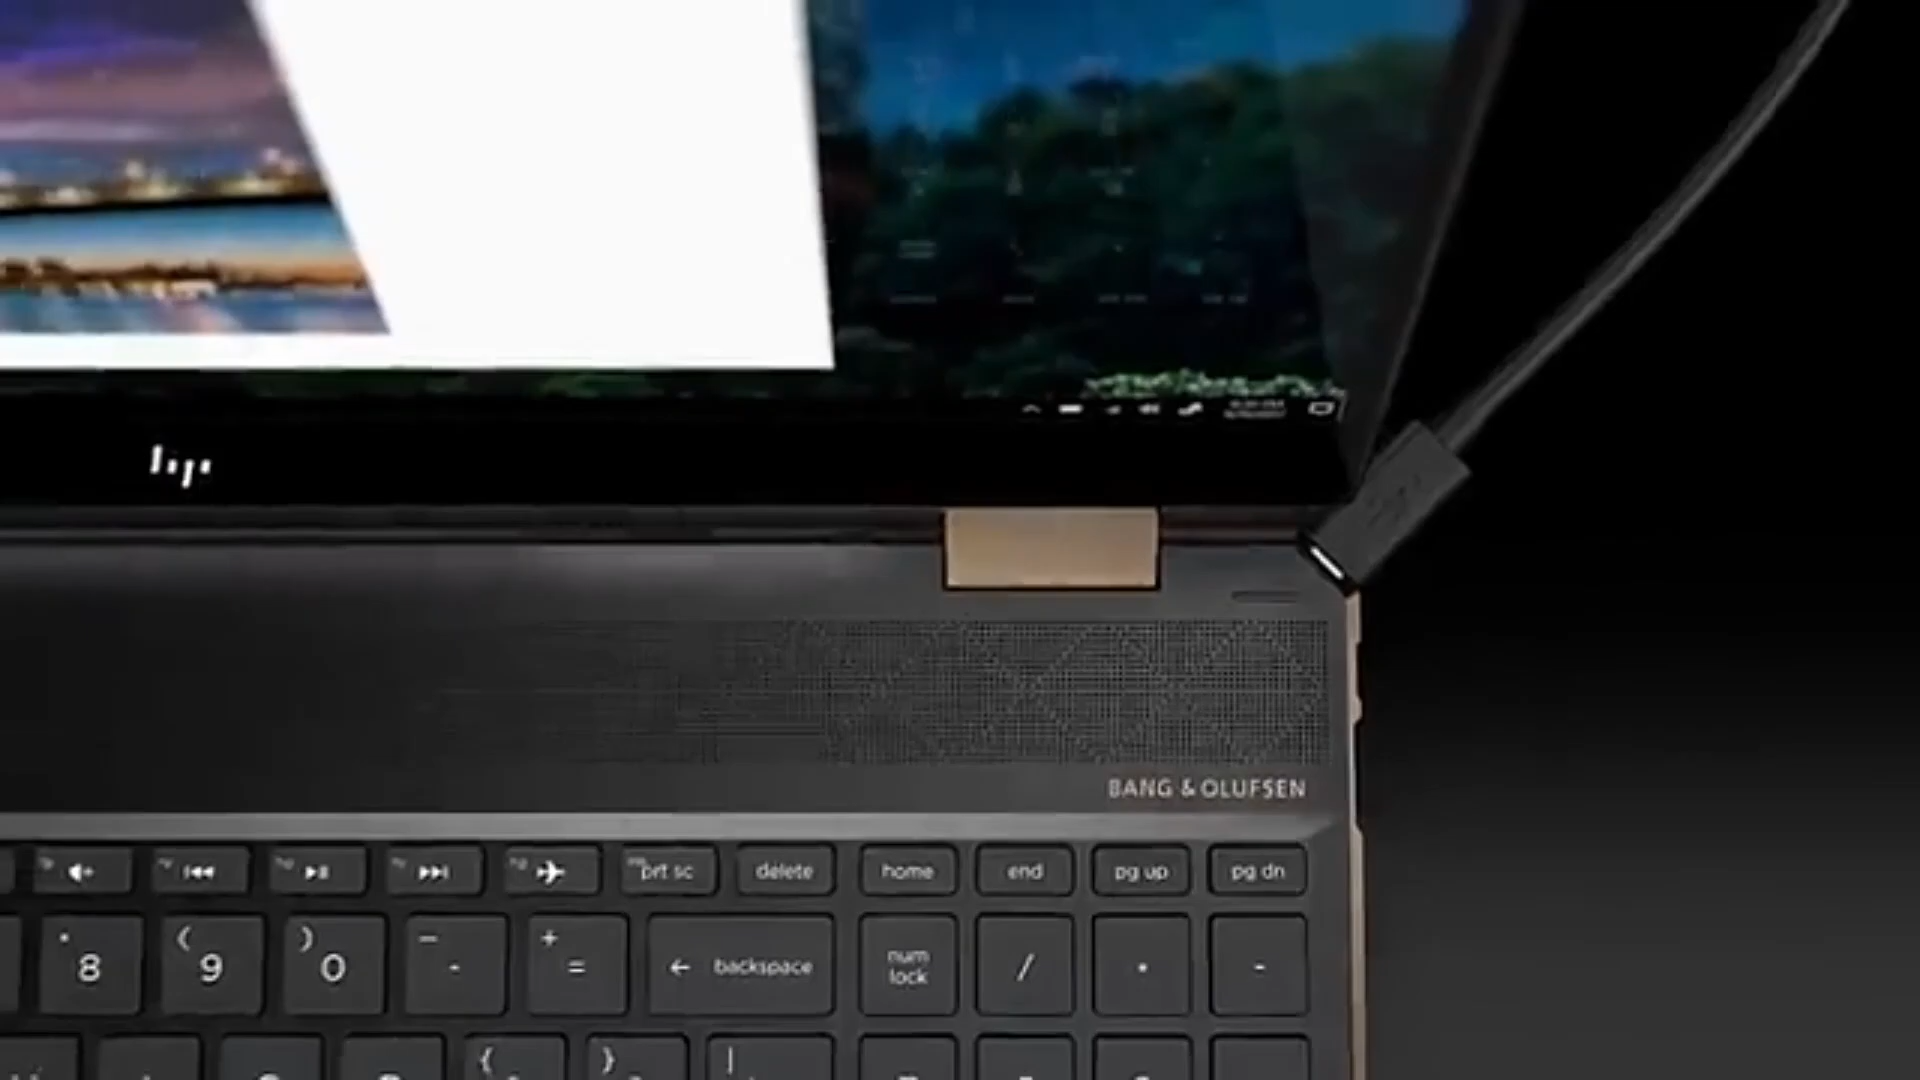 hp
BANG & OLUFSEN
prt sc delete home end pg up pg dn
8 ( 9 ) 0 - - + = ← backspace num lock / -
{ } |